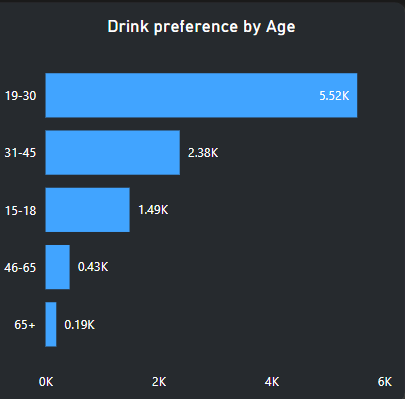 Drink preference by Age
19-30 5.52K
31-45 2.38K
15-18 1.49K
46-65 0.43K
65+ 0.19K
0K 2K 4K 6K